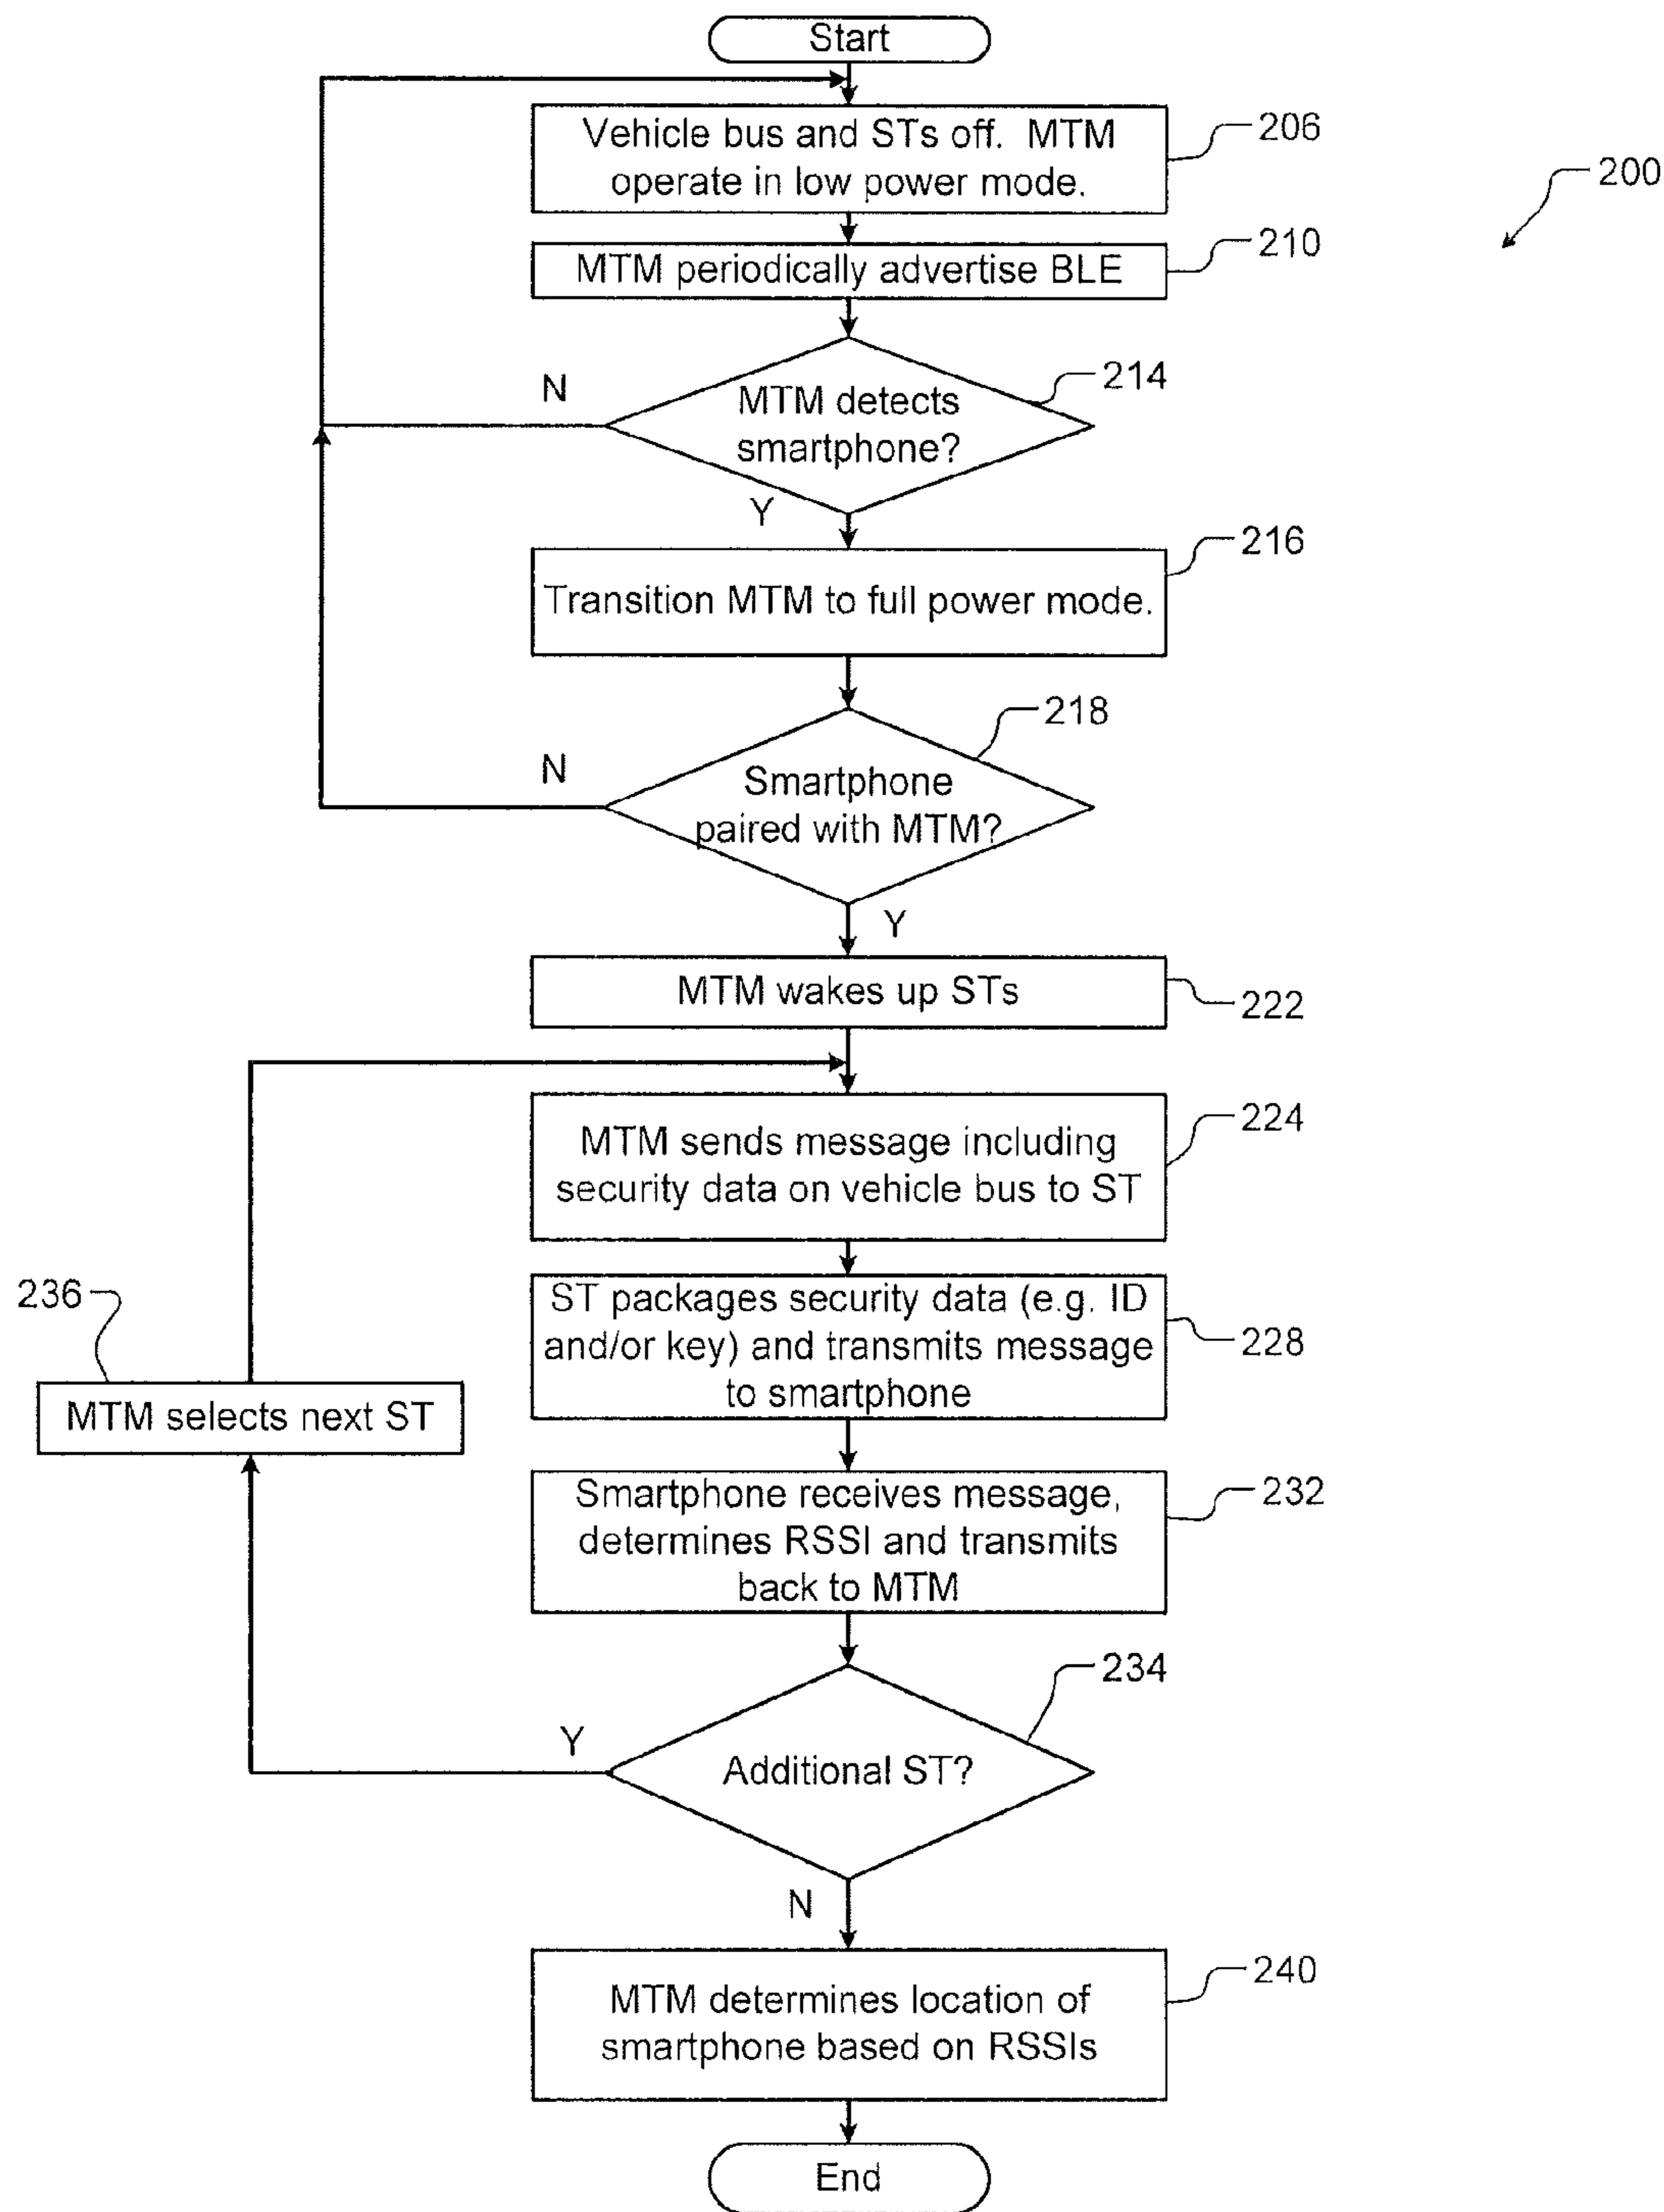 Start
Vehicle bus and STs off. MTM
operate in low power mode.
206
200
MTM periodically advertise BLE
210
MTM detects
smartphone?
214
N
Y
Transition MTM to full power mode.
216
Smartphone
paired with MTM?
218
N
Y
MTM wakes up STs
222
MTM sends message including
security data on vehicle bus to ST
224
ST packages security data (e.g. ID
and/or key) and transmits message
to smartphone
228
236
MTM selects next ST
Smartphone receives message,
determines RSSI and transmits
back to MTM
232
Additional ST?
234
Y
N
MTM determines location of
smartphone based on RSSIs
240
End